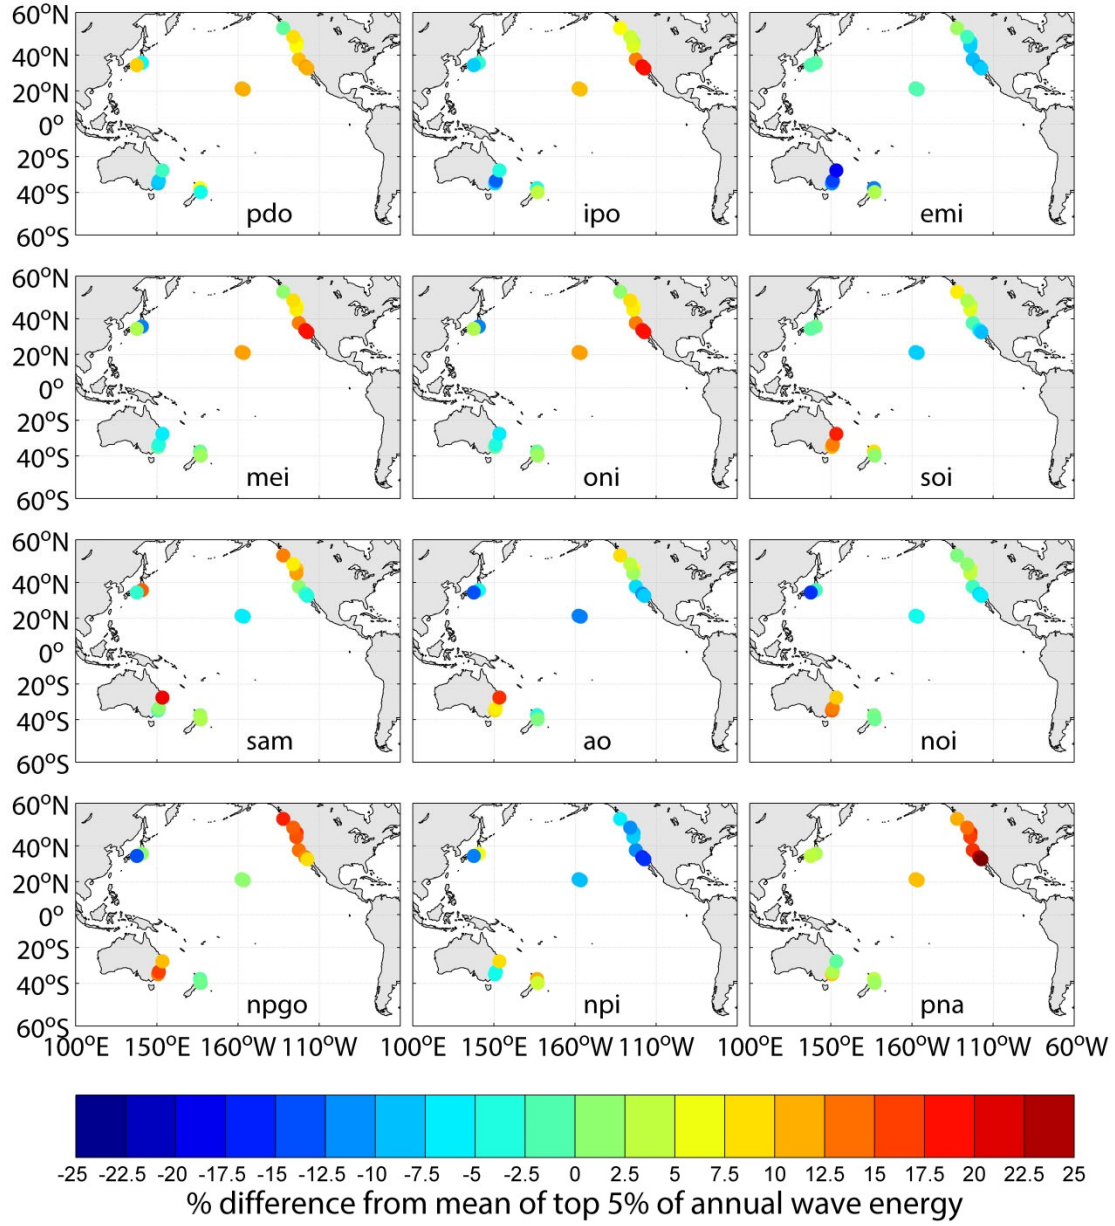 60°N
40°N
20°N
0°
20°S
40°S
60°S
pdo
ipo
emi
60°N
40°N
20°N
0°
20°S
40°S
60°S
mei
oni
soi
60°N
40°N
20°N
0°
20°S
40°S
60°S
sam
ao
noi
60°N
40°N
20°N
0°
20°S
40°S
60°S
npgo
npi
pna
100°E 150°E 160°W 110°W 100°E 150°E 160°W 110°W 100°E 150°E 160°W 110°W 60°W
-25 -22.5 -20 -17.5 -15 -12.5 -10 -7.5 -5 -2.5 0 2.5 5 7.5 10 12.5 15 17.5 20 22.5 25
% difference from mean of top 5% of annual wave energy